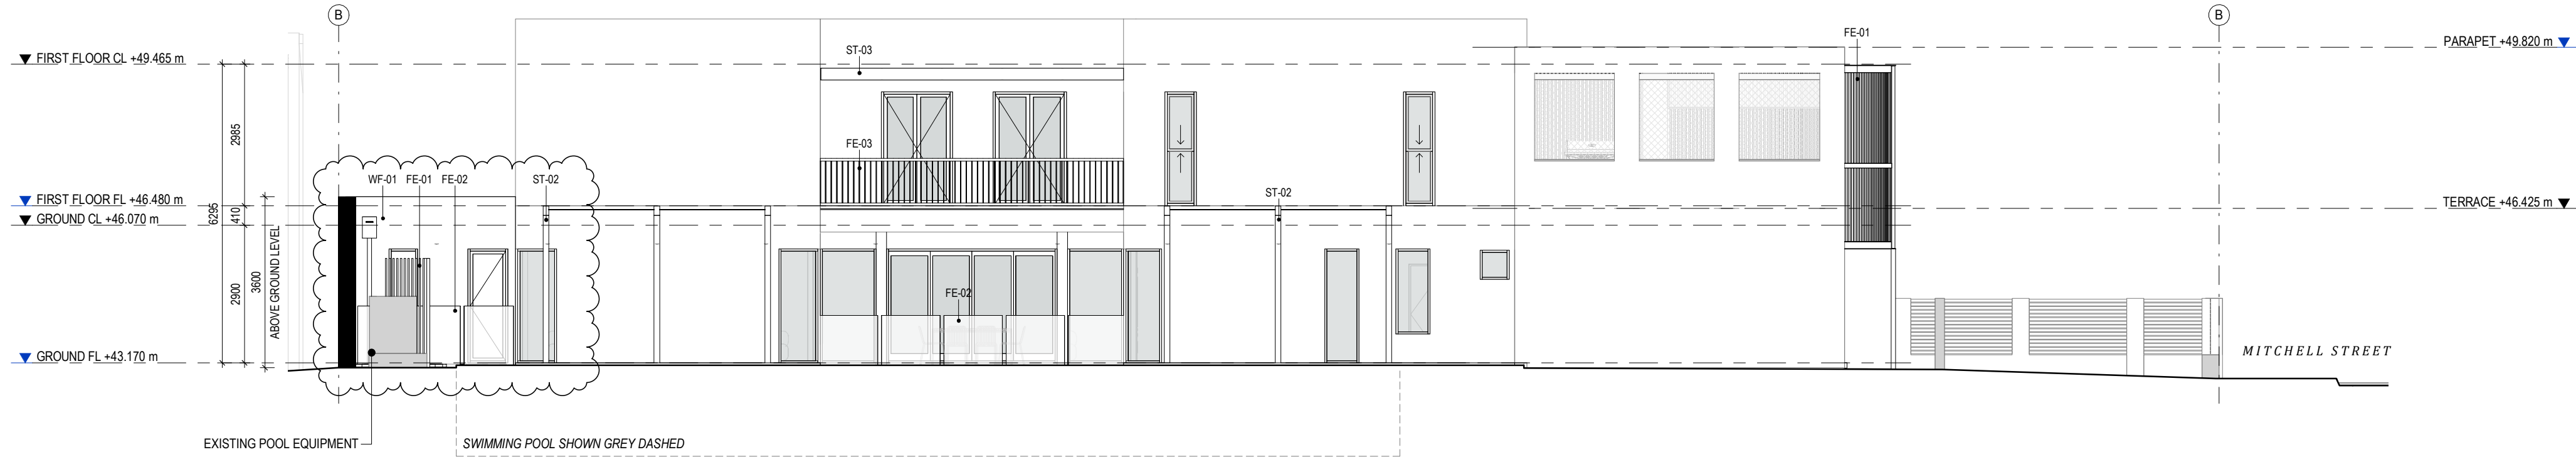 B
B
FE-01
PARAPET +49.820 m
ST-03
FIRST FLOOR CL +49.465 m
2985
FE-03
WF-01 FE-01 FE-02 ST-02
ST-02
FIRST FLOOR FL +46.480 m
TERRACE +46.425 m
6295
410
GROUND CL +46.070 m
2900
3600
ABOVE GROUND LEVEL
FE-02
GROUND FL +43.170 m
MITCHELL STREET
EXISTING POOL EQUIPMENT
SWIMMING POOL SHOWN GREY DASHED